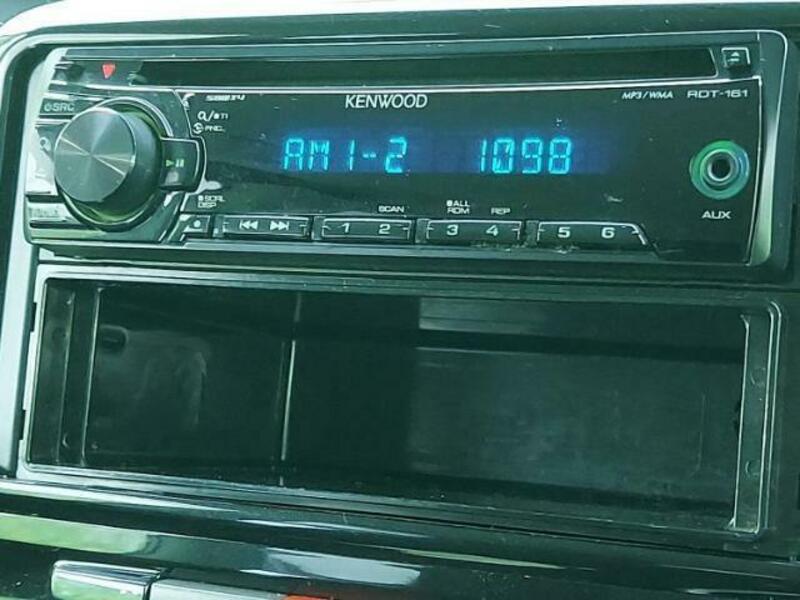 SRC
KENWOOD
MP3/WMA RDT-161
TI
AM1-2 1098
AUX
SCRL
DISP
SCAN
ALL
RDM
REP
1 2 3 4 5 6